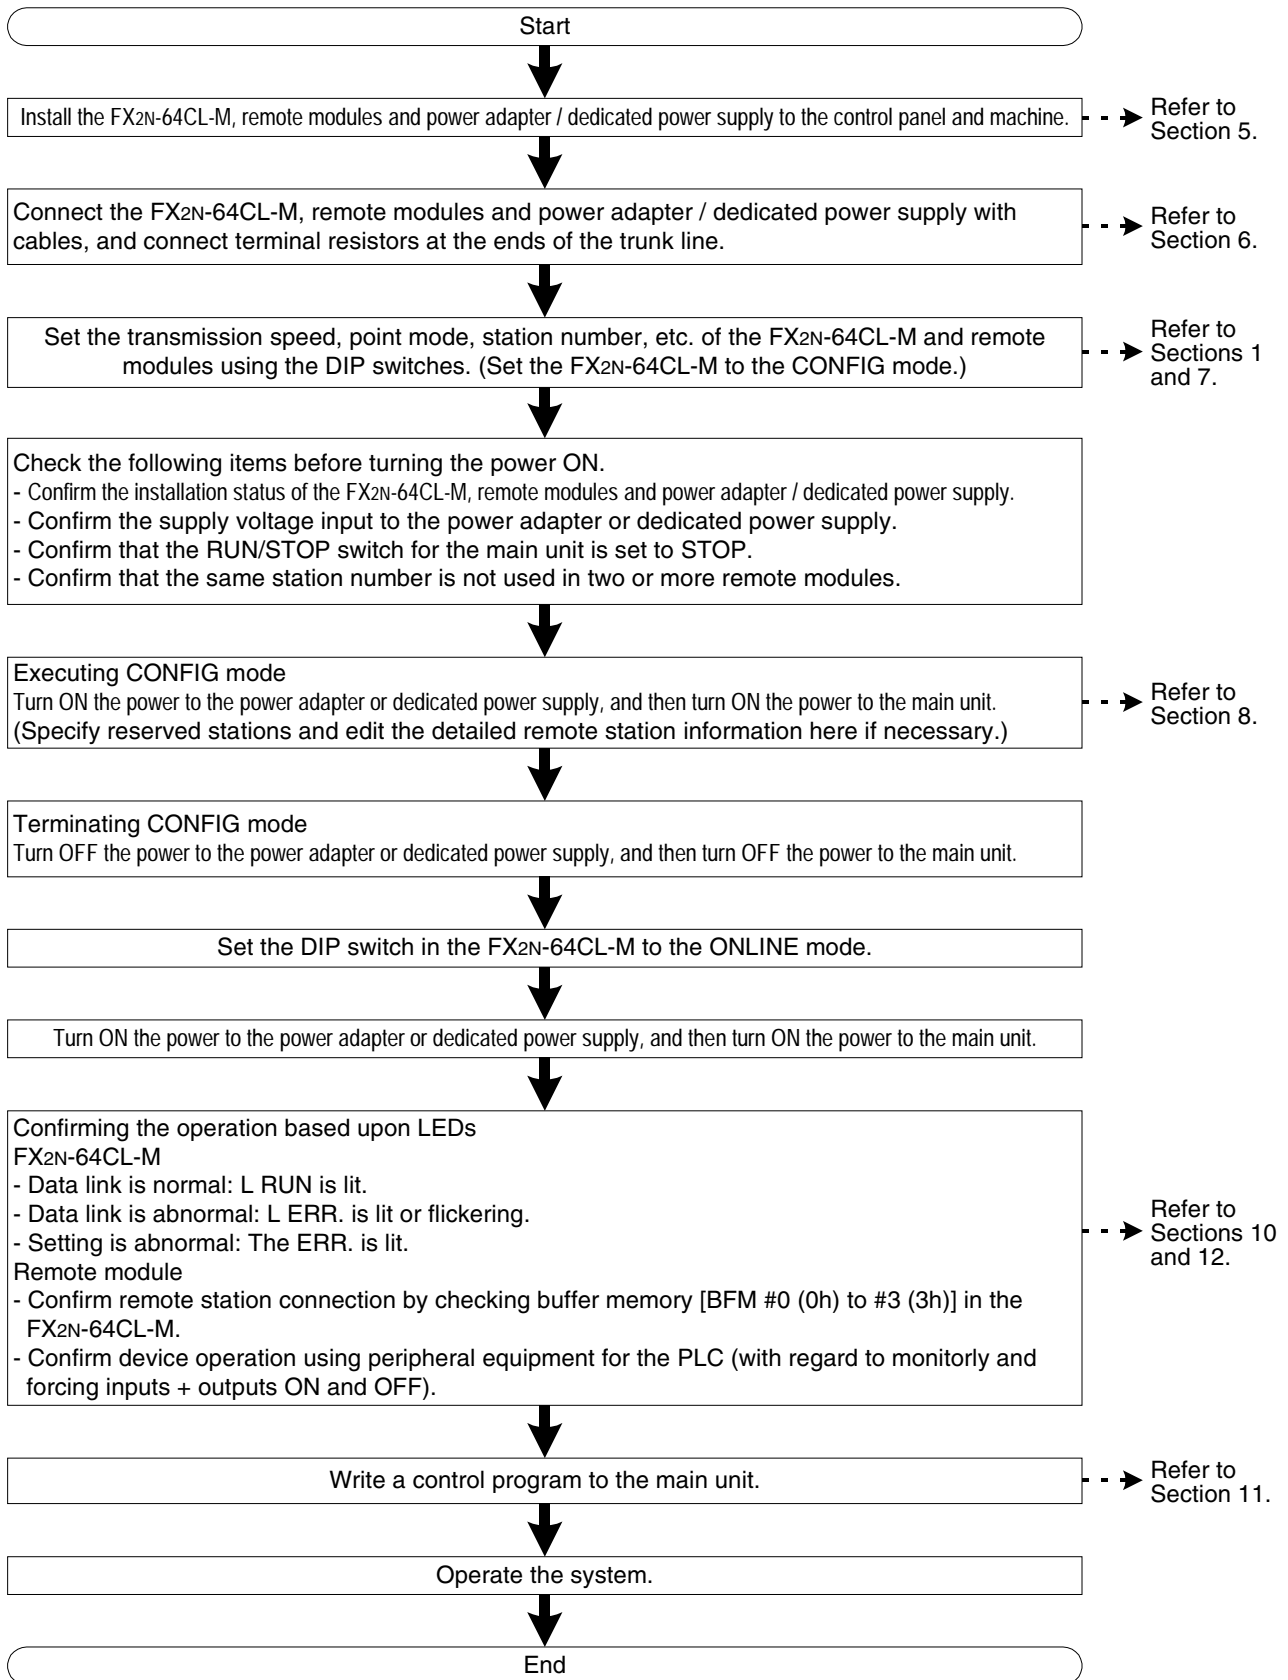 Start
Install the FX2N-64CL-M, remote modules and power adapter / dedicated power supply to the control panel and machine.
Refer to
Section 5.
Connect the FX2N-64CL-M, remote modules and power adapter / dedicated power supply with
cables, and connect terminal resistors at the ends of the trunk line.
Refer to
Section 6.
Set the transmission speed, point mode, station number, etc. of the FX2N-64CL-M and remote
modules using the DIP switches. (Set the FX2N-64CL-M to the CONFIG mode.)
Refer to
Sections 1
and 7.
Check the following items before turning the power ON.
- Confirm the installation status of the FX2N-64CL-M, remote modules and power adapter / dedicated power supply.
- Confirm the supply voltage input to the power adapter or dedicated power supply.
- Confirm that the RUN/STOP switch for the main unit is set to STOP.
- Confirm that the same station number is not used in two or more remote modules.
Executing CONFIG mode
Turn ON the power to the power adapter or dedicated power supply, and then turn ON the power to the main unit.
(Specify reserved stations and edit the detailed remote station information here if necessary.)
Refer to
Section 8.
Terminating CONFIG mode
Turn OFF the power to the power adapter or dedicated power supply, and then turn OFF the power to the main unit.
Set the DIP switch in the FX2N-64CL-M to the ONLINE mode.
Turn ON the power to the power adapter or dedicated power supply, and then turn ON the power to the main unit.
Confirming the operation based upon LEDs
FX2N-64CL-M
- Data link is normal: L RUN is lit.
- Data link is abnormal: L ERR. is lit or flickering.
- Setting is abnormal: The ERR. is lit.
Remote module
- Confirm remote station connection by checking buffer memory [BFM #0 (0h) to #3 (3h)] in the
FX2N-64CL-M.
- Confirm device operation using peripheral equipment for the PLC (with regard to monitorly and
forcing inputs + outputs ON and OFF).
Refer to
Sections 10
and 12.
Write a control program to the main unit.
Refer to
Section 11.
Operate the system.
End